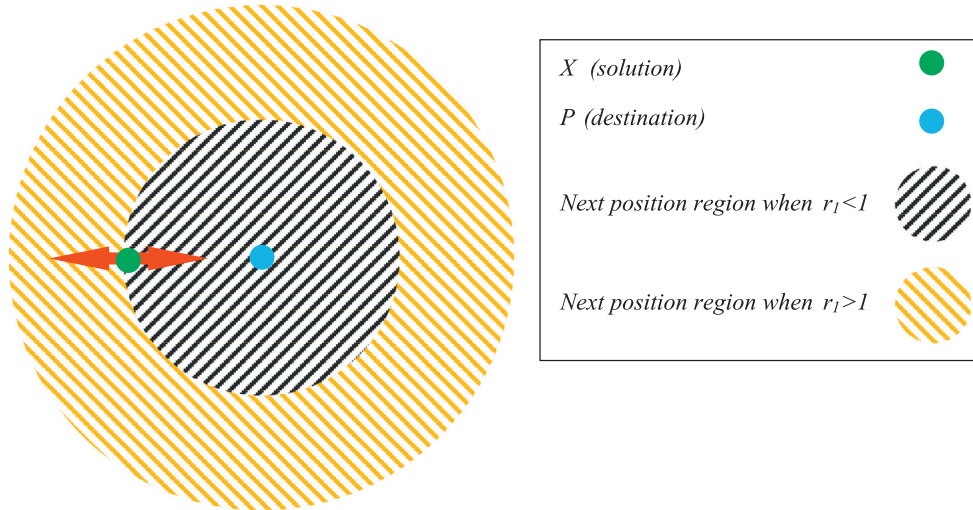 X (solution)
P (destination)
Next position region when r₁<1
Next position region when r₁>1